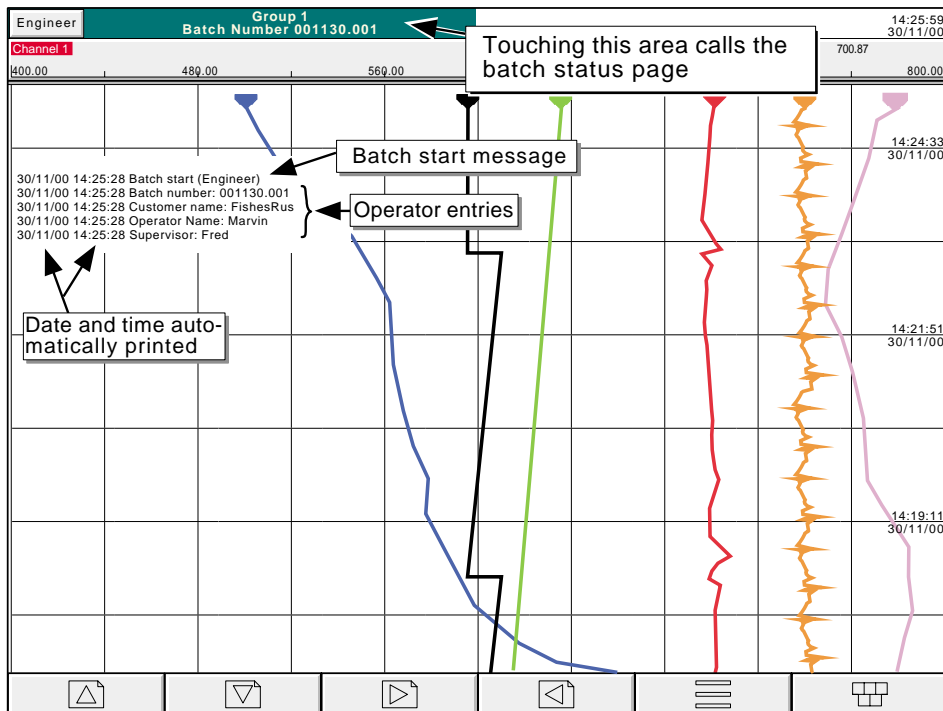 Engineer
Group 1
Batch Number 001130.001
14:25:59
30/11/00
Touching this area calls the
batch status page
Channel 1
700.87
400.00
480.00
560.00
800.00
14:24:33
30/11/00
Batch start message
30/11/00 14:25:28 Batch start (Engineer)
30/11/00 14:25:28 Batch number: 001130.001
30/11/00 14:25:28 Customer name: FishesRus
30/11/00 14:25:28 Operator Name: Marvin
30/11/00 14:25:28 Supervisor: Fred
Operator entries
Date and time auto-
matically printed
14:21:51
30/11/00
14:19:11
30/11/00